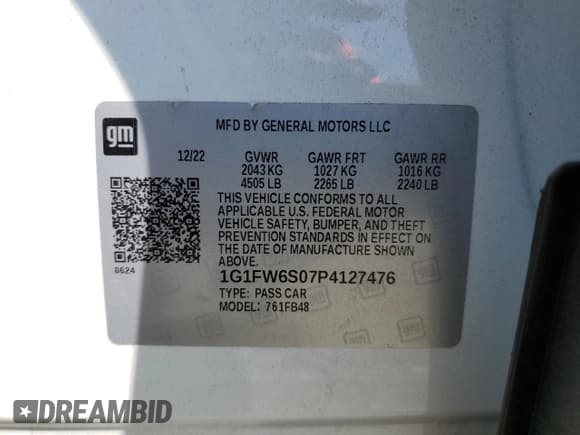 gm
MFD BY GENERAL MOTORS LLC
12/22 GVWR GAWR FRT GAWR RR
2043 KG 1027 KG 1016 KG
4505 LB 2265 LB 2240 LB
THIS VEHICLE CONFORMS TO ALL
APPLICABLE U.S. FEDERAL MOTOR
VEHICLE SAFETY, BUMPER, AND THEFT
PREVENTION STANDARDS IN EFFECT ON
THE DATE OF MANUFACTURE SHOWN
ABOVE.
8624
1G1FW6S07P4127476
TYPE: PASS CAR
MODEL: 761FB48
DREAMBID